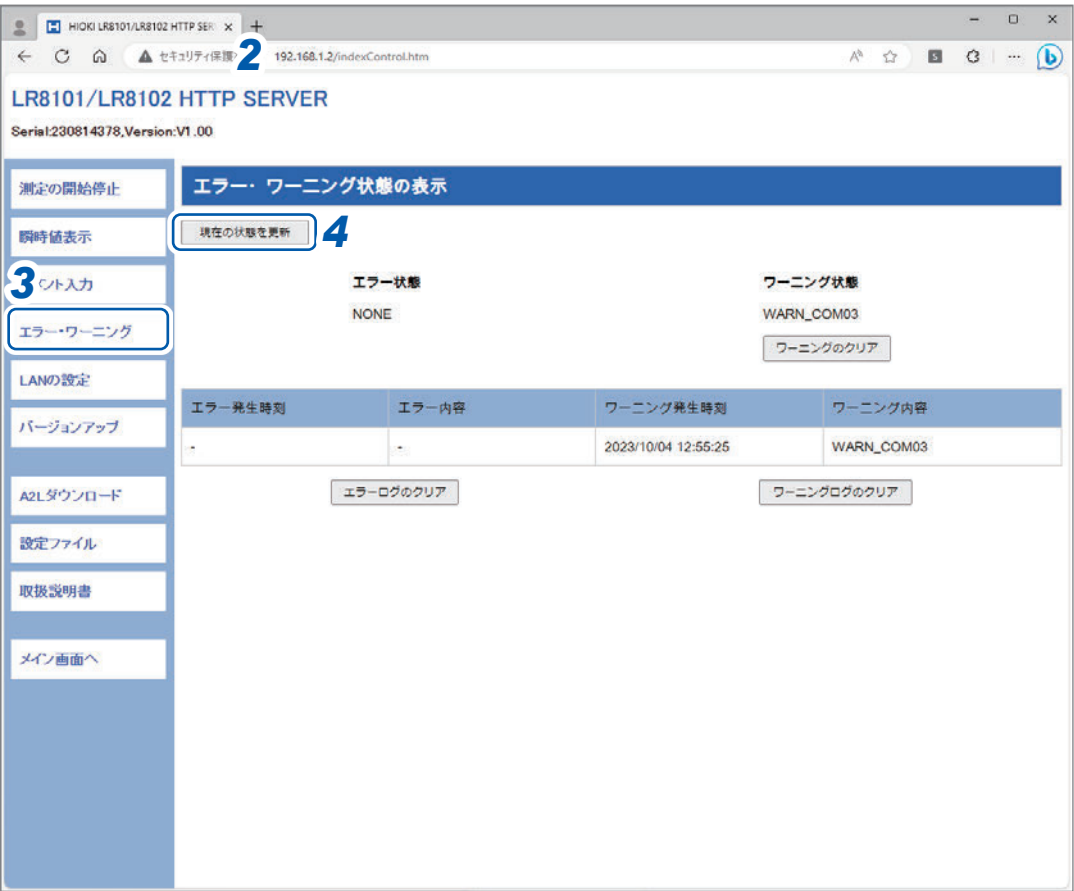 HIOKI LR8101/LR8102 HTTP SER
セキュリティ保護 2 192.168.1.2/indexControl.htm
LR8101/LR8102 HTTP SERVER
Serial:230814378,Version:V1.00
測定の開始停止
瞬時値表示
3 ント入力
エラー・ワーニング
LANの設定
バージョンアップ
A2Lダウンロード
設定ファイル
取扱説明書
メイン画面へ
エラー・ ワーニング状態の表示
現在の状態を更新 4
エラー状態 ワーニング状態
NONE WARN_COM03
ワーニングのクリア
エラー発生時刻 エラー内容 ワーニング発生時刻 ワーニング内容
- - 2023/10/04 12:55:25 WARN_COM03
エラーログのクリア ワーニングログのクリア